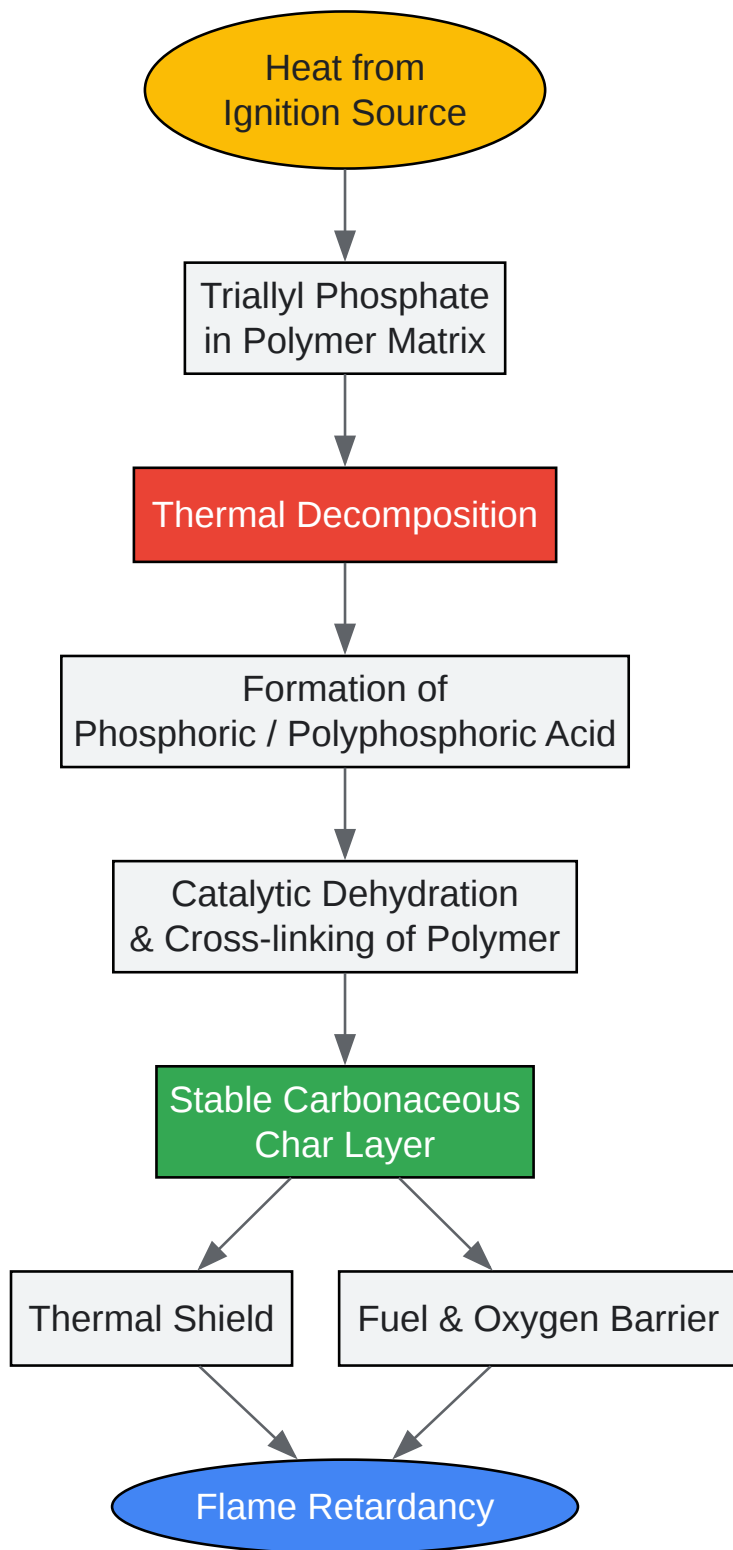 Heat from
Ignition Source
Triallyl Phosphate
in Polymer Matrix
Thermal Decomposition
Formation of
Phosphoric / Polyphosphoric Acid
Catalytic Dehydration
& Cross-linking of Polymer
Stable Carbonaceous
Char Layer
Thermal Shield
Fuel & Oxygen Barrier
Flame Retardancy